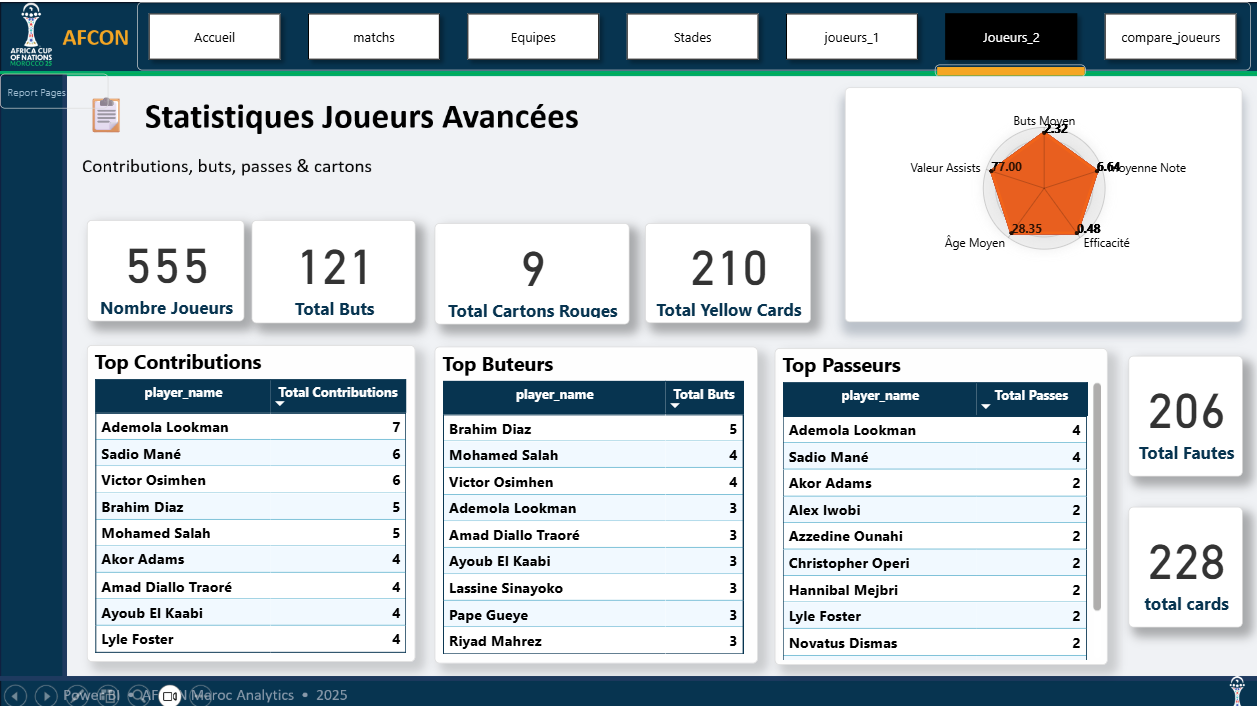 AFRICA CUP
OF NATIONS
MOROCCO 25
AFCON
Accueil
matchs
Equipes
Stades
joueurs_1
Joueurs_2
compare_joueurs
Report Pages
Statistiques Joueurs Avancées
Contributions, buts, passes & cartons
Buts Moyen
2.32
Valeur Assists
77.00
6.64
Moyenne Note
28.35
0.48
Âge Moyen
Efficacité
555
Nombre Joueurs
121
Total Buts
9
Total Cartons Rouges
210
Total Yellow Cards
Top Contributions
player_name Total Contributions
Ademola Lookman 7
Sadio Mané 6
Victor Osimhen 6
Brahim Diaz 5
Mohamed Salah 5
Akor Adams 4
Amad Diallo Traoré 4
Ayoub El Kaabi 4
Lyle Foster 4
Top Buteurs
player_name Total Buts
Brahim Diaz 5
Mohamed Salah 4
Victor Osimhen 4
Ademola Lookman 3
Amad Diallo Traoré 3
Ayoub El Kaabi 3
Lassine Sinayoko 3
Pape Gueye 3
Riyad Mahrez 3
Top Passeurs
player_name Total Passes
Ademola Lookman 4
Sadio Mané 4
Akor Adams 2
Alex Iwobi 2
Azzedine Ounahi 2
Christopher Operi 2
Hannibal Mejbri 2
Lyle Foster 2
Novatus Dismas 2
206
Total Fautes
228
total cards
PowerBI • AFCON Maroc Analytics • 2025